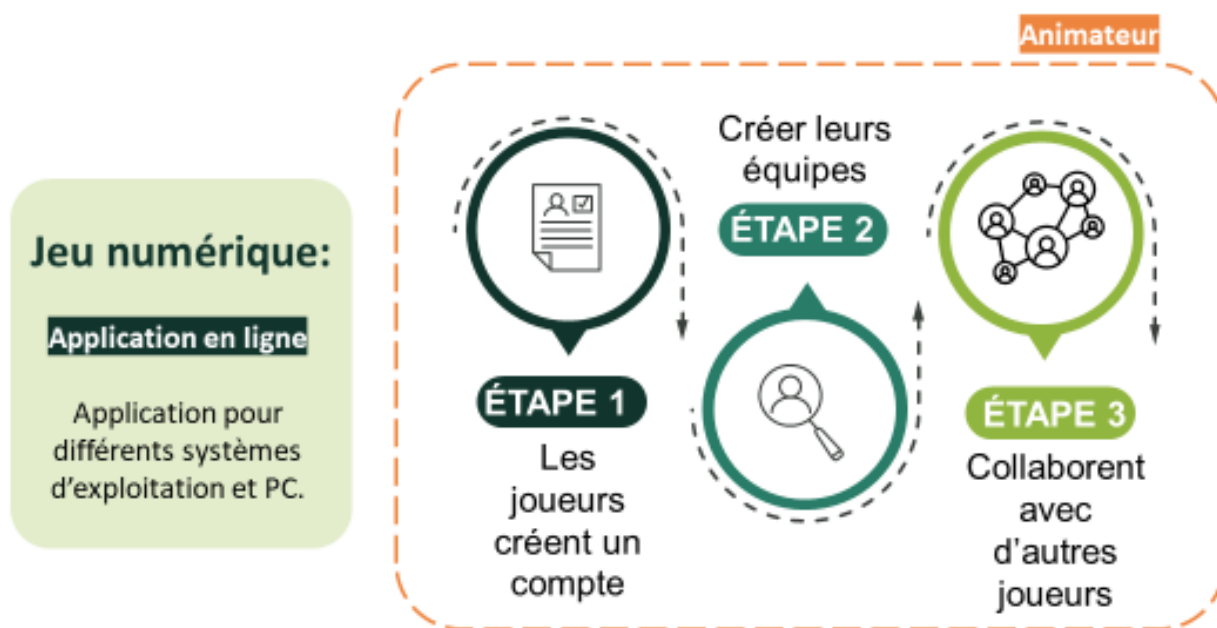 Animateur
Jeu numérique:
Application en ligne
Application pour
différents systèmes
d'exploitation et PC.
ÉTAPE 1
Les
joueurs
créent un
compte
Créer leurs
équipes
ÉTAPE 2
ÉTAPE 3
Collaborent
avec
d'autres
joueurs